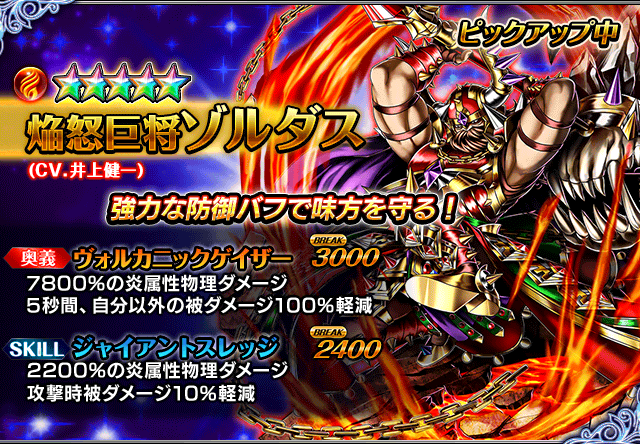 ピックアップ中
焔怒巨将ゾルダス
(CV.井上健一)
強力な防御バフで味方を守る!
奥義 ヴォルカニックゲイザー BREAK 3000
7800%の炎属性物理ダメージ
5秒間、自分以外の被ダメージ100%軽減
SKILL ジャイアントスレッジ BREAK 2400
2200%の炎属性物理ダメージ
攻撃時被ダメージ10%軽減